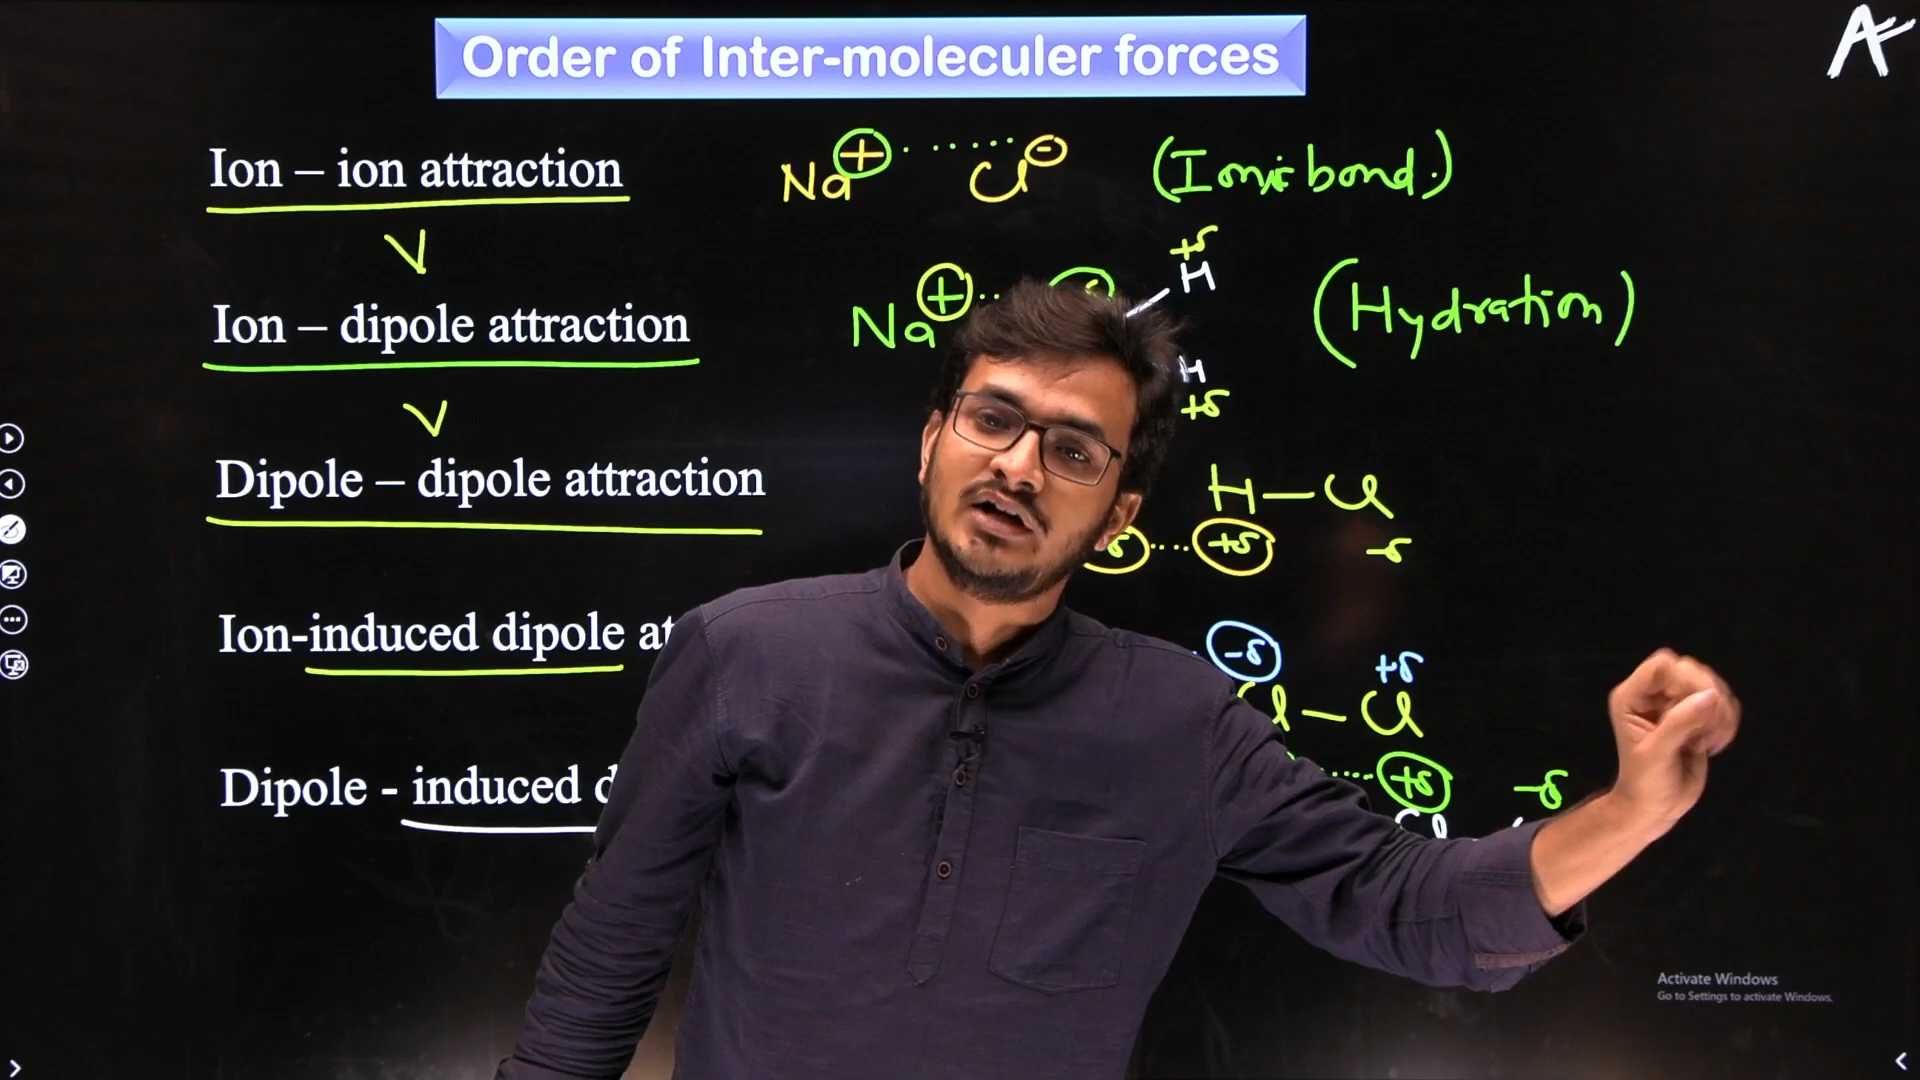 Order of Inter-moleculer forces
Ion – ion attraction
Na⊕ ...... Cl⊖ (Ionic bond.)
V
+δ
H
Ion – dipole attraction
Na⊕ .. (Hydration)
H
+δ
V
Dipole – dipole attraction
H – Cl
δ .... +δ -δ
Ion-induced dipole
-δ +δ
Cl – Cl
Dipole - induced
..... +δ -δ
Activate Windows
Go to Settings to activate Windows.